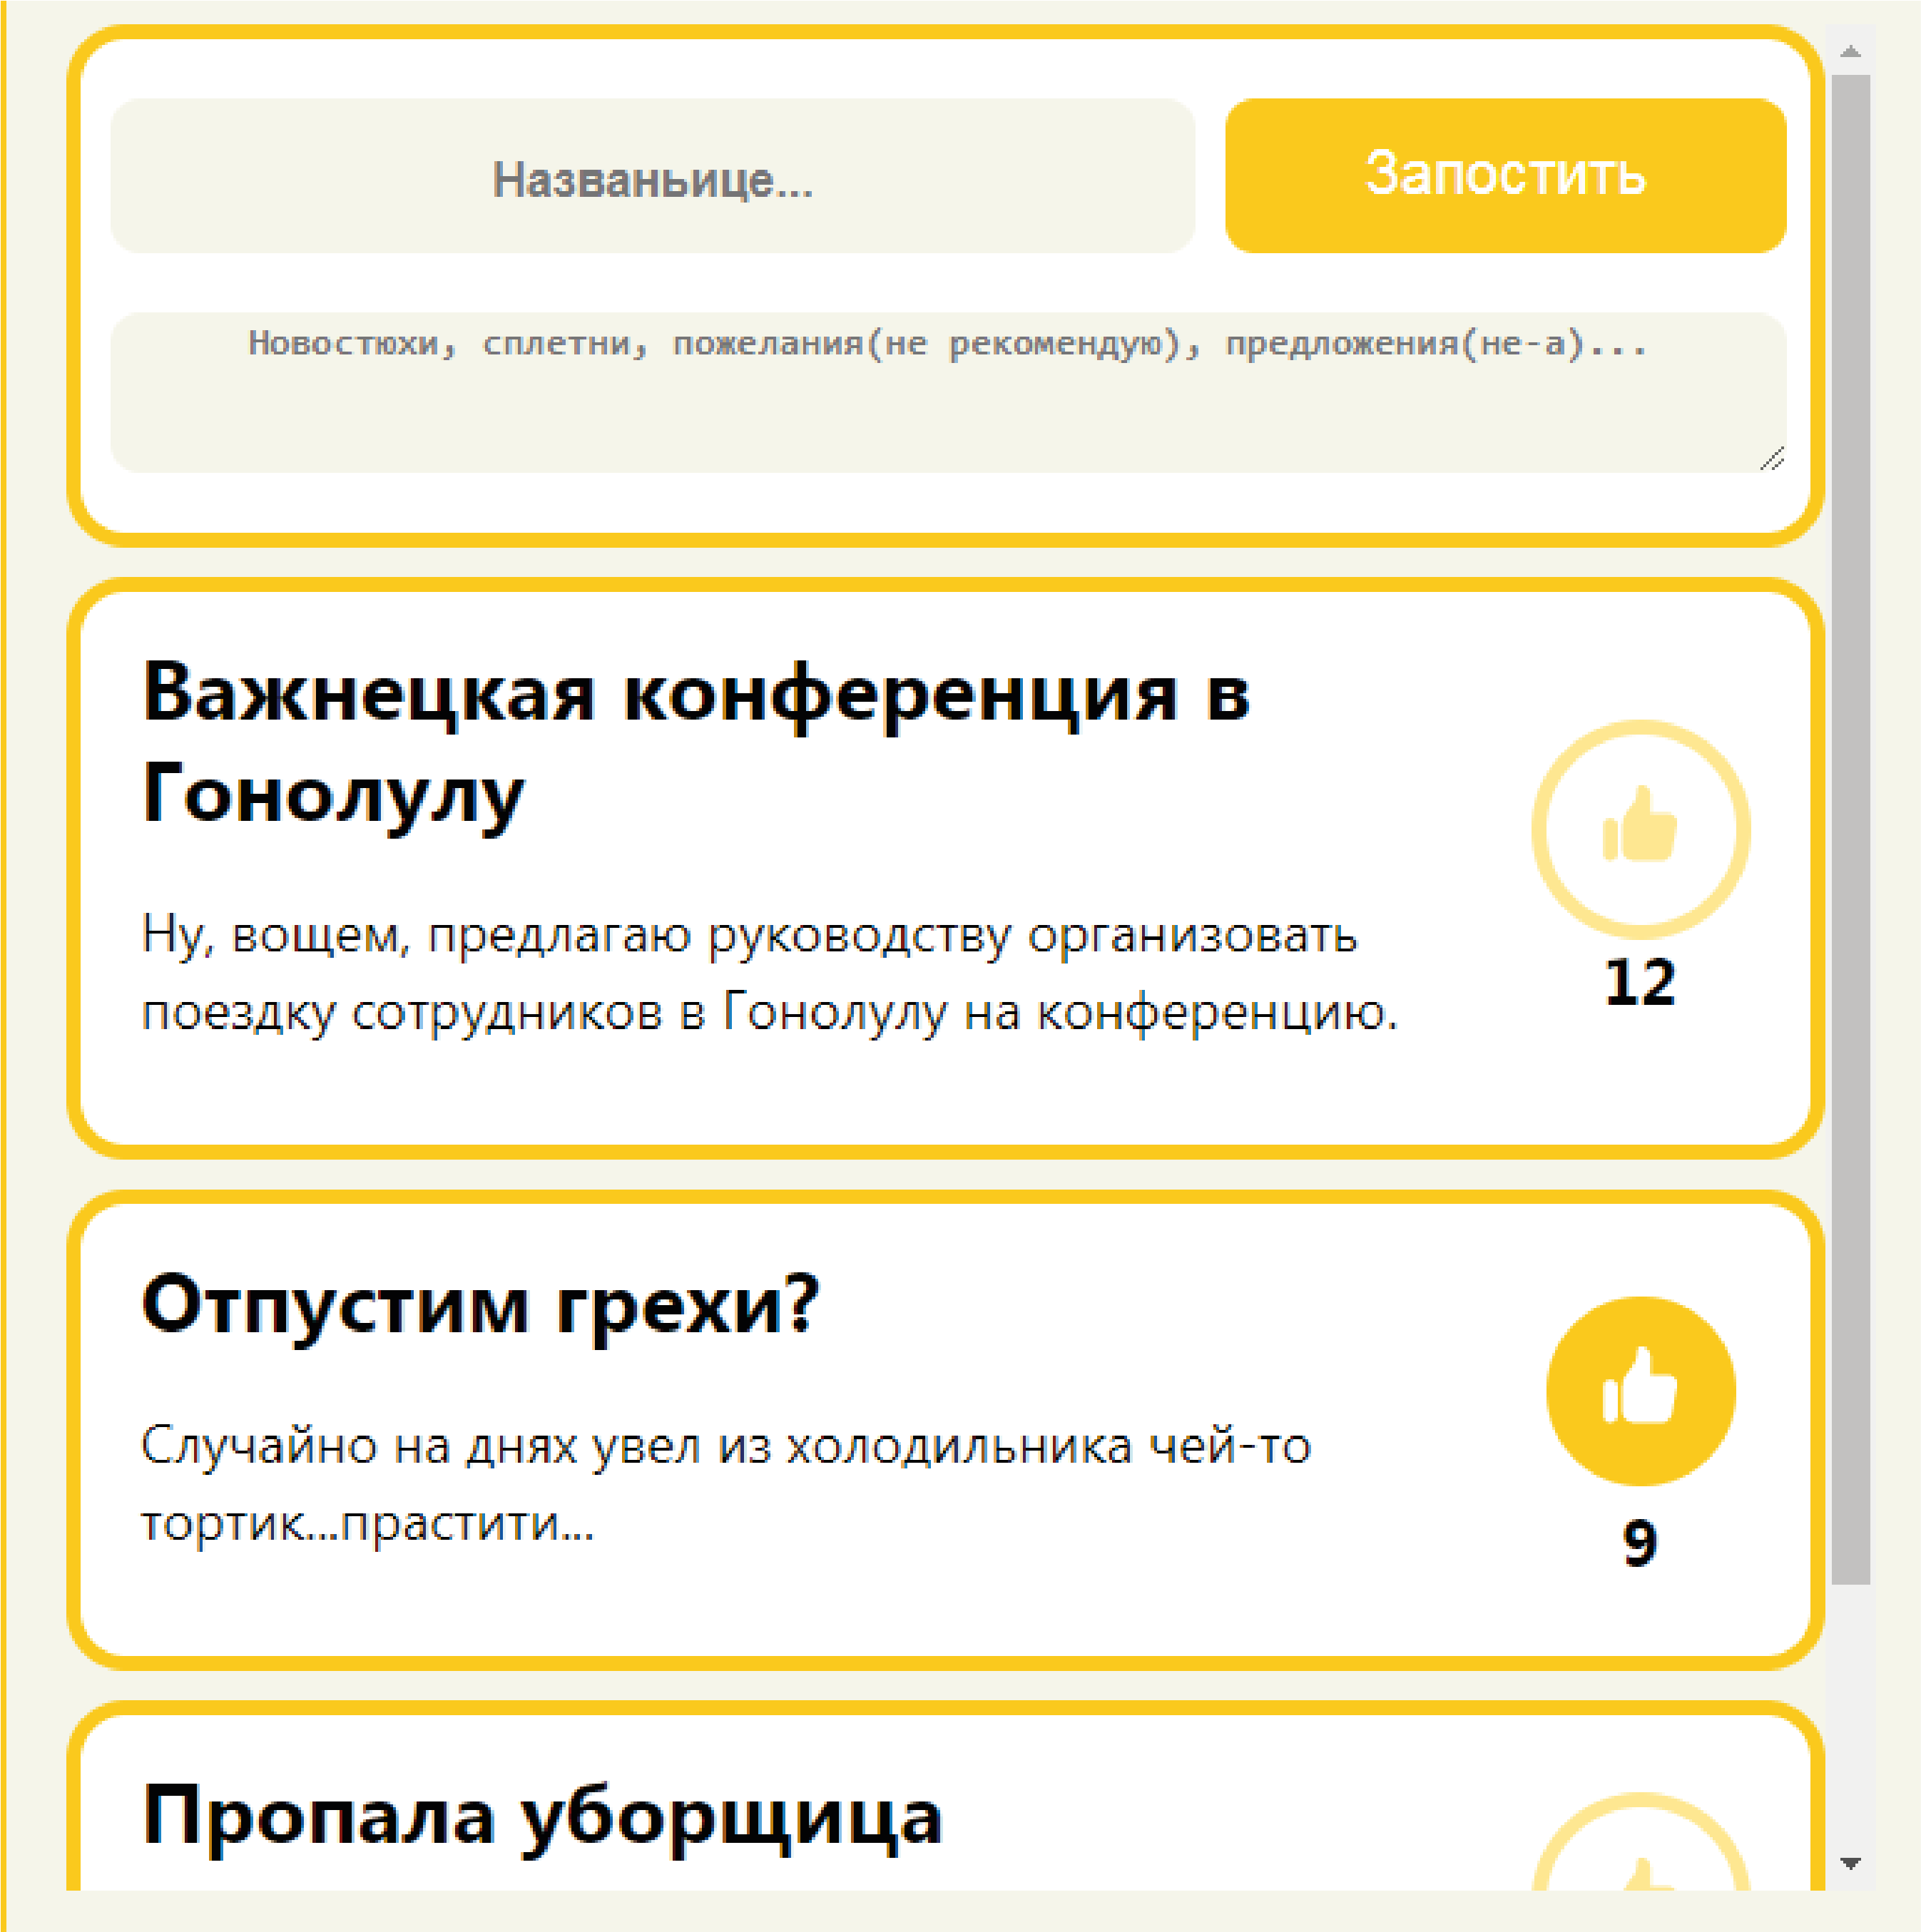 Названьице...
Запостить
Новостюхи, сплетни, пожелания(не рекомендую), предложения(не-а)...
Важнецкая конференция в
Гонолулу
Ну, вощем, предлагаю руководству организовать
поездку сотрудников в Гонолулу на конференцию.
12
Отпустим грехи?
Случайно на днях увел из холодильника чей-то
тортик...прастити...
9
Пропала уборщица